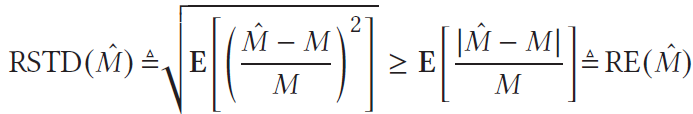 RSTD(M̂) ≜ √(E[((M̂ − M)/M)²]) ≥ E[|M̂ − M|/M] ≜ RE(M̂)